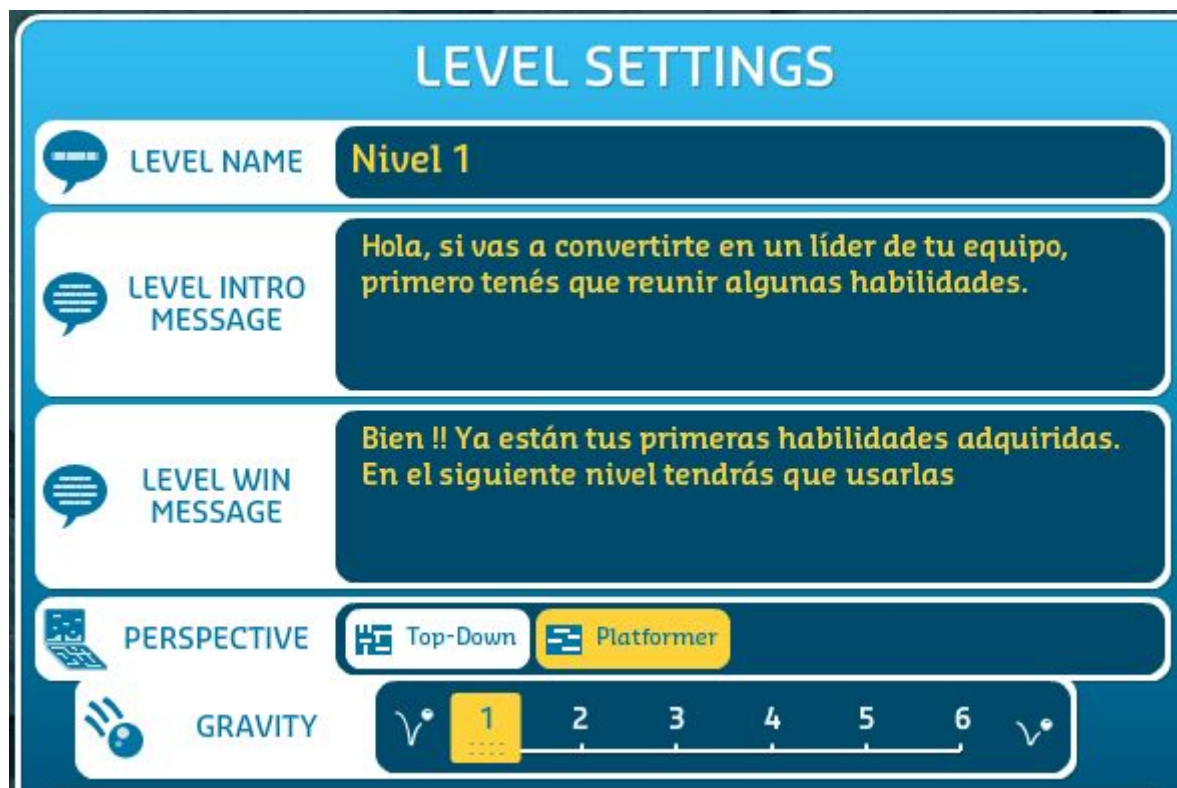 LEVEL SETTINGS
LEVEL NAME
Nivel 1
LEVEL INTRO
MESSAGE
Hola, si vas a convertirte en un líder de tu equipo,
primero tenés que reunir algunas habilidades.
LEVEL WIN
MESSAGE
Bien !! Ya están tus primeras habilidades adquiridas.
En el siguiente nivel tendrás que usarlas
PERSPECTIVE
Top-Down
Platformer
GRAVITY
1 2 3 4 5 6